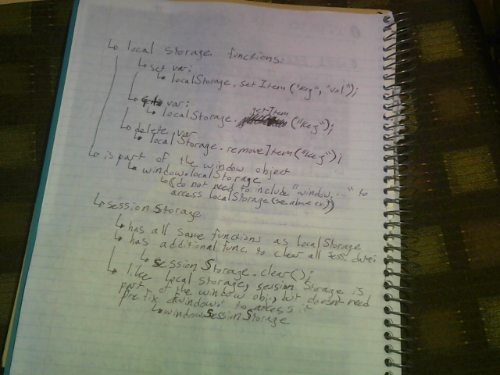 ↳ local storage functions:
↳ set var:
↳ localStorage.setItem("key", "val");
↳ get var:
↳ localStorage.getItem("key");
↳ delete var
↳ localStorage.removeItem("key");
↳ is part of the window object
↳ window.localStorage
↳ (do not need to include "window." to
access localStorage (see above ex))
↳ sessionStorage
↳ has all same functions as localStorage
↳ has additional func to clear all sess. data:
↳ sessionStorage.clear();
↳ like local storage, session storage is
part of the window obj, but doesn't need
prefix window to access it
↳ window.sessionStorage